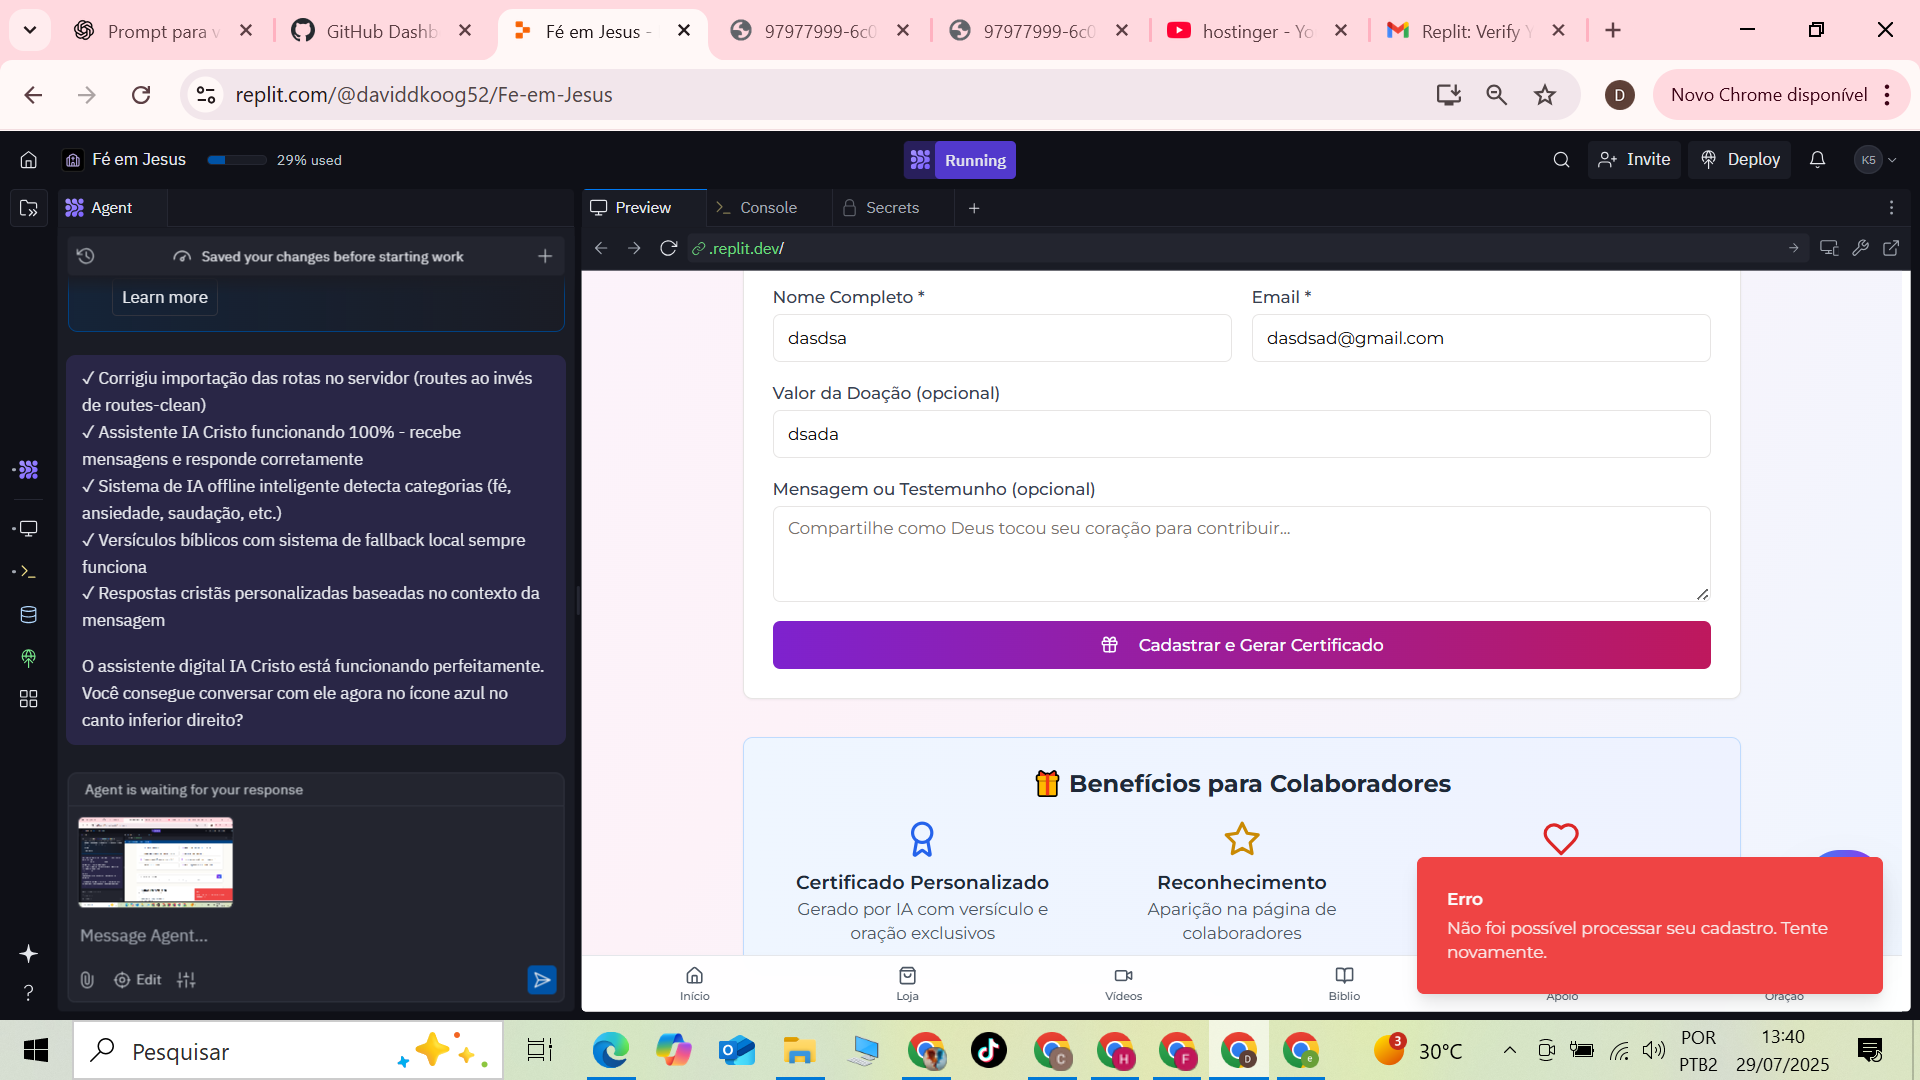 Prompt para v
GitHub Dashb
Fé em Jesus -
97977999-6c0
97977999-6c0
hostinger - Yo
Replit: Verify Y
replit.com/@daviddkoog52/Fe-em-Jesus
D
Novo Chrome disponível
Fé em Jesus
29% used
Running
Invite
Deploy
K5
Agent
Saved your changes before starting work
Learn more
✓ Corrigiu importação das rotas no servidor (routes ao invés
de routes-clean)
✓ Assistente IA Cristo funcionando 100% - recebe
mensagens e responde corretamente
✓ Sistema de IA offline inteligente detecta categorias (fé,
ansiedade, saudação, etc.)
✓ Versículos bíblicos com sistema de fallback local sempre
funciona
✓ Respostas cristãs personalizadas baseadas no contexto da
mensagem
O assistente digital IA Cristo está funcionando perfeitamente.
Você consegue conversar com ele agora no ícone azul no
canto inferior direito?
Agent is waiting for your response
Message Agent...
Edit
Preview
Console
Secrets
.replit.dev/
Nome Completo *
Email *
dasdsa
dasdsad@gmail.com
Valor da Doação (opcional)
dsada
Mensagem ou Testemunho (opcional)
Compartilhe como Deus tocou seu coração para contribuir...
Cadastrar e Gerar Certificado
Benefícios para Colaboradores
Certificado Personalizado
Gerado por IA com versículo e
oração exclusivos
Reconhecimento
Aparição na página de
colaboradores
Erro
Não foi possível processar seu cadastro. Tente
novamente.
Início
Loja
Vídeos
Biblio
Apoio
Oração
Pesquisar
C
H
F
D
e
3
30°C
POR
PTB2
13:40
29/07/2025